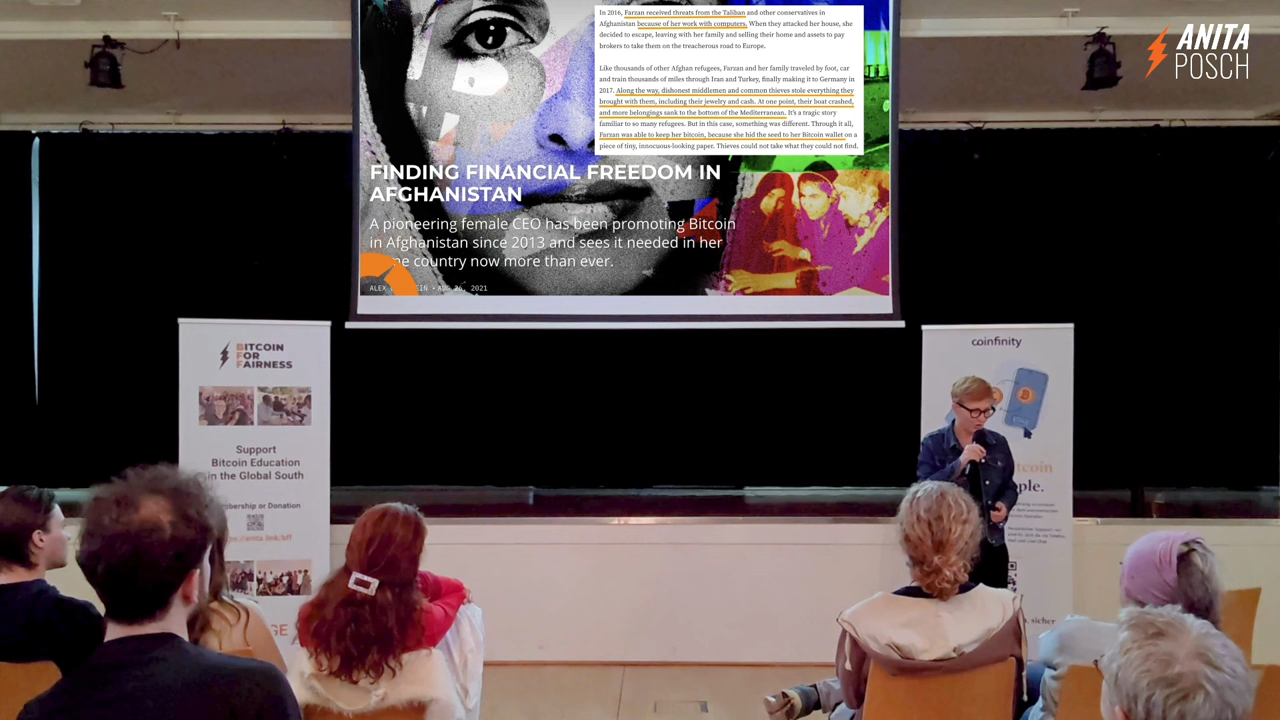 In 2016, Farzan received threats from the Taliban and other conservatives in
Afghanistan because of her work with computers. When they attacked her house, she
decided to escape, leaving with her family and selling their home and assets to pay
brokers to take them on the treacherous road to Europe.
Like thousands of other Afghan refugees, Farzan and her family traveled by foot, car
and train thousands of miles through Iran and Turkey, finally making it to Germany in
2017. Along the way, dishonest middlemen and common thieves stole everything they
brought with them, including their jewelry and cash. At one point, their boat crashed,
and more belongings sank to the bottom of the Mediterranean. It's a tragic story
familiar to so many refugees. But in this case, something was different. Through it all,
Farzan was able to keep her bitcoin, because she hid the seed to her Bitcoin wallet on a
piece of tiny, innocuous-looking paper. Thieves could not take what they could not find.
ANITA
POSCH
FINDING FINANCIAL FREEDOM IN
AFGHANISTAN
A pioneering female CEO has been promoting Bitcoin
in Afghanistan since 2013 and sees it needed in her
country now more than ever.
ALEX
2021
BITCOIN
FOR
FAIRNESS
Support
Bitcoin Education
in the Global South
or Donation
coinfinity